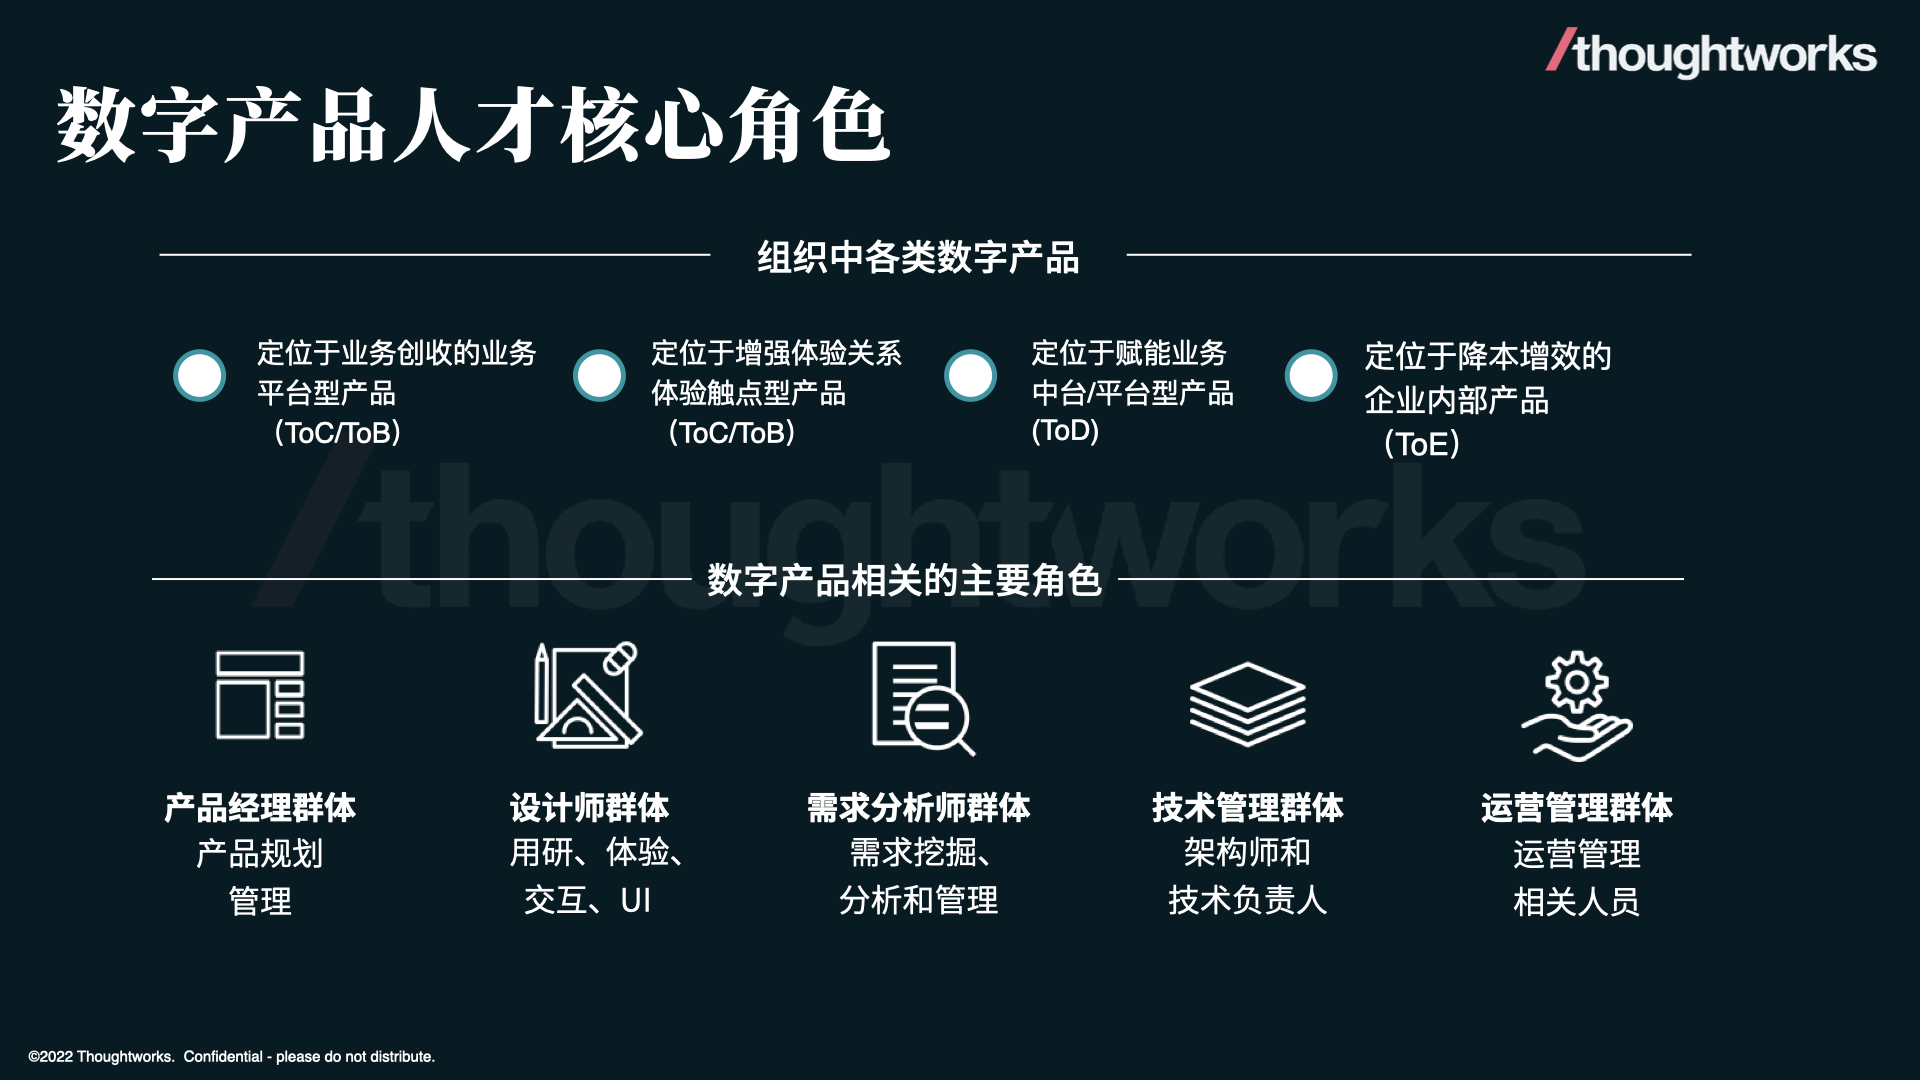 /thoughtworks
数字产品人才核心角色
组织中各类数字产品
定位于业务创收的业务
平台型产品
（ToC/ToB）
定位于增强体验关系
体验触点型产品
（ToC/ToB）
定位于赋能业务
中台/平台型产品
(ToD)
定位于降本增效的
企业内部产品
（ToE）
/thoughtworks
数字产品相关的主要角色
产品经理群体
产品规划
管理
设计师群体
用研、体验、
交互、UI
需求分析师群体
需求挖掘、
分析和管理
技术管理群体
架构师和
技术负责人
运营管理群体
运营管理
相关人员
©2022 Thoughtworks. Confidential - please do not distribute.